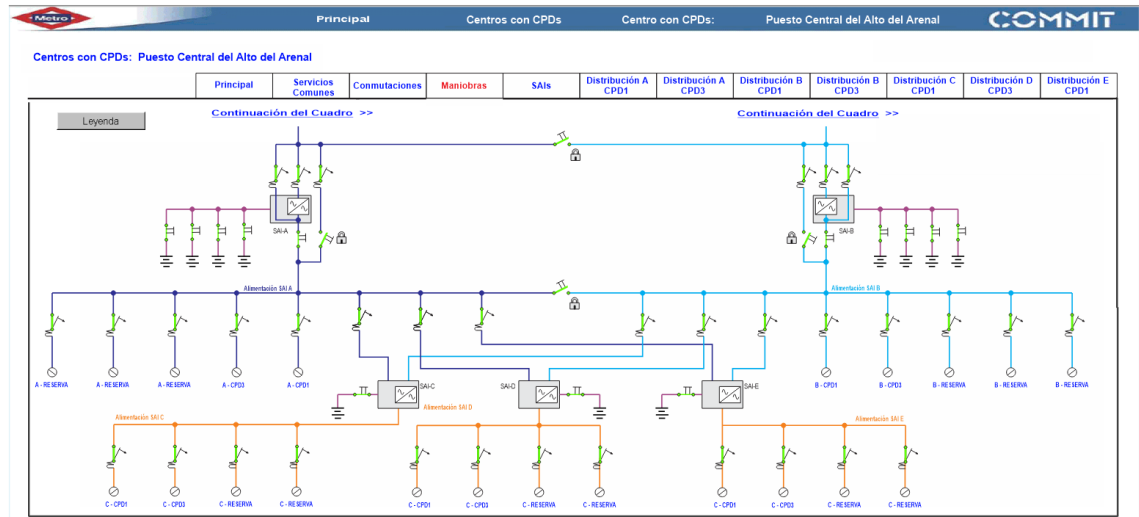 Metro
Principal
Centros con CPDs
Centro con CPDs:
Puesto Central del Alto del Arenal
COMMIT
Centros con CPDs: Puesto Central del Alto del Arenal
Principal
Servicios
Comunes
Conmutaciones
Maniobras
SAIs
Distribución A
CPD1
Distribución A
CPD3
Distribución B
CPD1
Distribución B
CPD3
Distribución C
CPD1
Distribución D
CPD3
Distribución E
CPD1
Leyenda
Continuación del Cuadro >>
Continuación del Cuadro >>
SAI-A
SAI-B
Alimentación SAI A
Alimentación SAI B
A - RESERVA
A - RESERVA
A - RESERVA
A - CPD3
A - CPD1
SAI-C
SAI-D
SAI-E
B - CPD1
B - CPD3
B - RESERVA
B - RESERVA
B - RESERVA
Alimentación SAI C
Alimentación SAI D
Alimentación SAI E
C - CPD1
C - CPD3
C - RESERVA
C - RESERVA
C - CPD1
C - CPD3
C - RESERVA
C - RESERVA
C - CPD1
C - CPD3
C - RESERVA
C - RESERVA